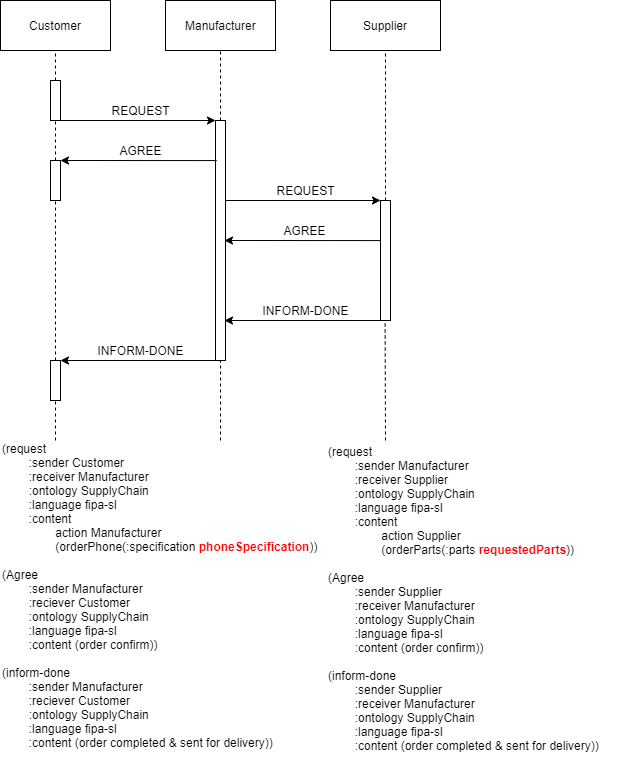 Customer
Manufacturer
Supplier
REQUEST
AGREE
REQUEST
AGREE
INFORM-DONE
INFORM-DONE
(request
:sender Customer
:receiver Manufacturer
:ontology SupplyChain
:language fipa-sl
:content
action Manufacturer
(orderPhone(:specification phoneSpecification))
(Agree
:sender Manufacturer
:reciever Customer
:ontology SupplyChain
:language fipa-sl
:content (order confirm))
(inform-done
:sender Manufacturer
:reciever Customer
:ontology SupplyChain
:language fipa-sl
:content (order completed & sent for delivery))
(request
:sender Manufacturer
:receiver Supplier
:ontology SupplyChain
:language fipa-sl
:content
action Supplier
(orderParts(:parts requestedParts))
(Agree
:sender Supplier
:receiver Manufacturer
:ontology SupplyChain
:language fipa-sl
:content (order confirm))
(inform-done
:sender Supplier
:receiver Manufacturer
:ontology SupplyChain
:language fipa-sl
:content (order completed & sent for delivery))